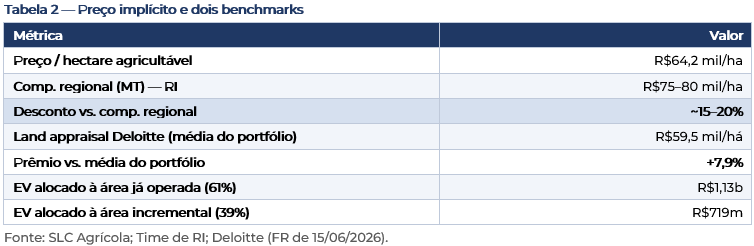 Tabela 2 — Preço implícito e dois benchmarks
Métrica Valor
Preço / hectare agricultável R$64,2 mil/ha
Comp. regional (MT) — RI R$75–80 mil/ha
Desconto vs. comp. regional ~15–20%
Land appraisal Deloitte (média do portfólio) R$59,5 mil/há
Prêmio vs. média do portfólio +7,9%
EV alocado à área já operada (61%) R$1,13b
EV alocado à área incremental (39%) R$719m
Fonte: SLC Agrícola; Time de RI; Deloitte (FR de 15/06/2026).